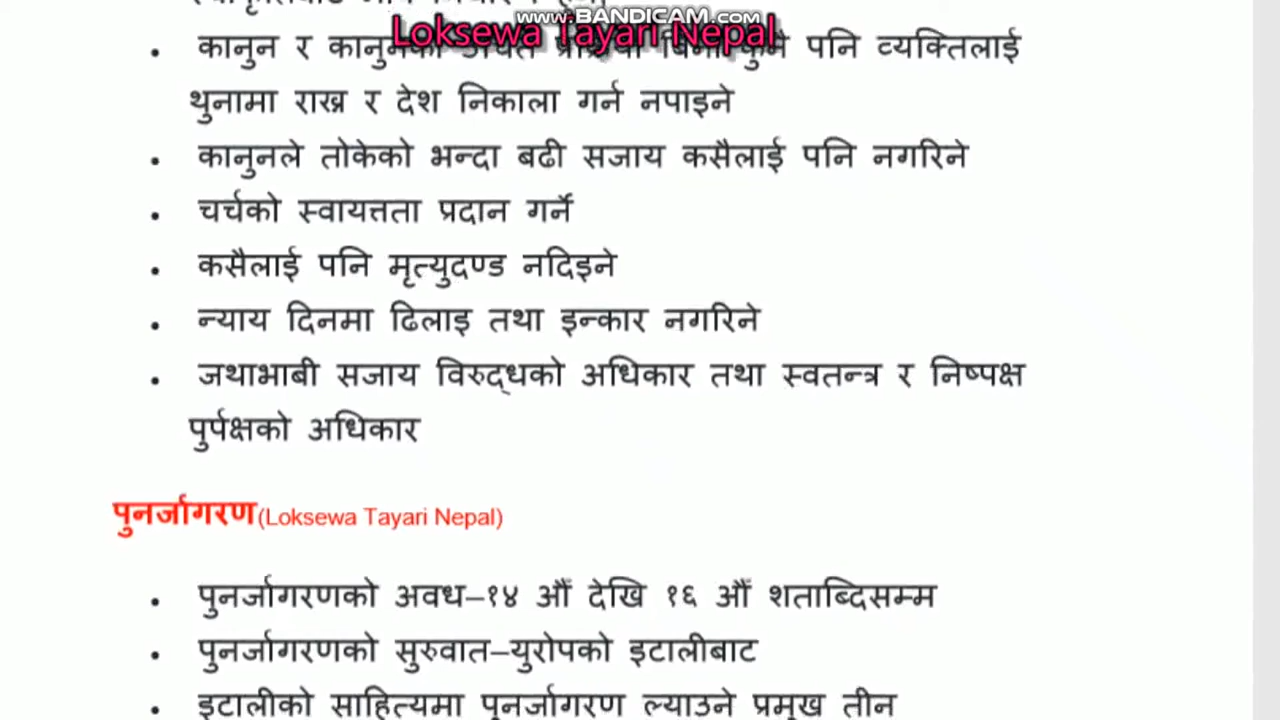 www.BANDICAM.com
Loksewa Tayari Nepal
• कानुन र कानुनको पनि व्यक्तिलाई
थुनामा राख्न र देश निकाला गर्न नपाइने
• कानुनले तोकेको भन्दा बढी सजाय कसैलाई पनि नगरिने
• चर्चको स्वायत्तता प्रदान गर्ने
• कसैलाई पनि मृत्युदण्ड नदिइने
• न्याय दिनमा ढिलाइ तथा इन्कार नगरिने
• जथाभाबी सजाय विरुद्धको अधिकार तथा स्वतन्त्र र निष्पक्ष
पुर्पक्षको अधिकार
पुनर्जागरण(Loksewa Tayari Nepal)
• पुनर्जागरणको अवध–१४ औं देखि १६ औं शताब्दिसम्म
• पुनर्जागरणको सुरुवात–युरोपको इटालीबाट
• इटालीको साहित्यमा पुनर्जागरण ल्याउने प्रमुख तीन